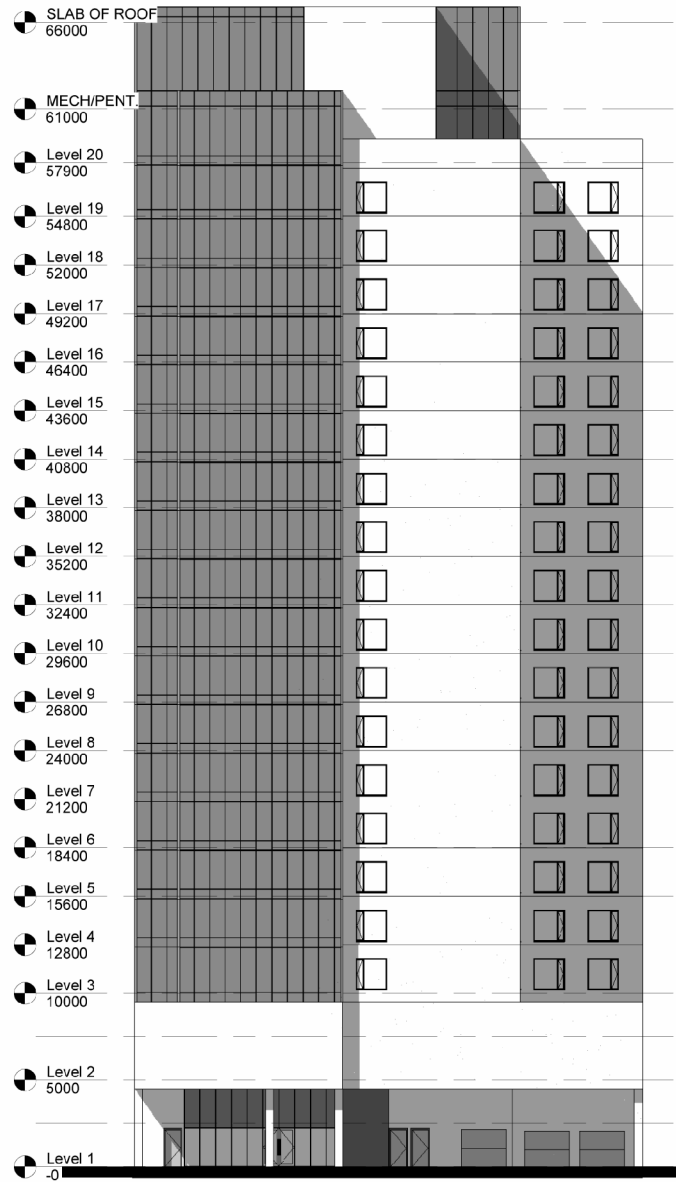 SLAB OF ROOF
66000
MECH/PENT.
61000
Level 20
57900
Level 19
54800
Level 18
52000
Level 17
49200
Level 16
46400
Level 15
43600
Level 14
40800
Level 13
38000
Level 12
35200
Level 11
32400
Level 10
29600
Level 9
26800
Level 8
24000
Level 7
21200
Level 6
18400
Level 5
15600
Level 4
12800
Level 3
10000
Level 2
5000
Level 1
-0